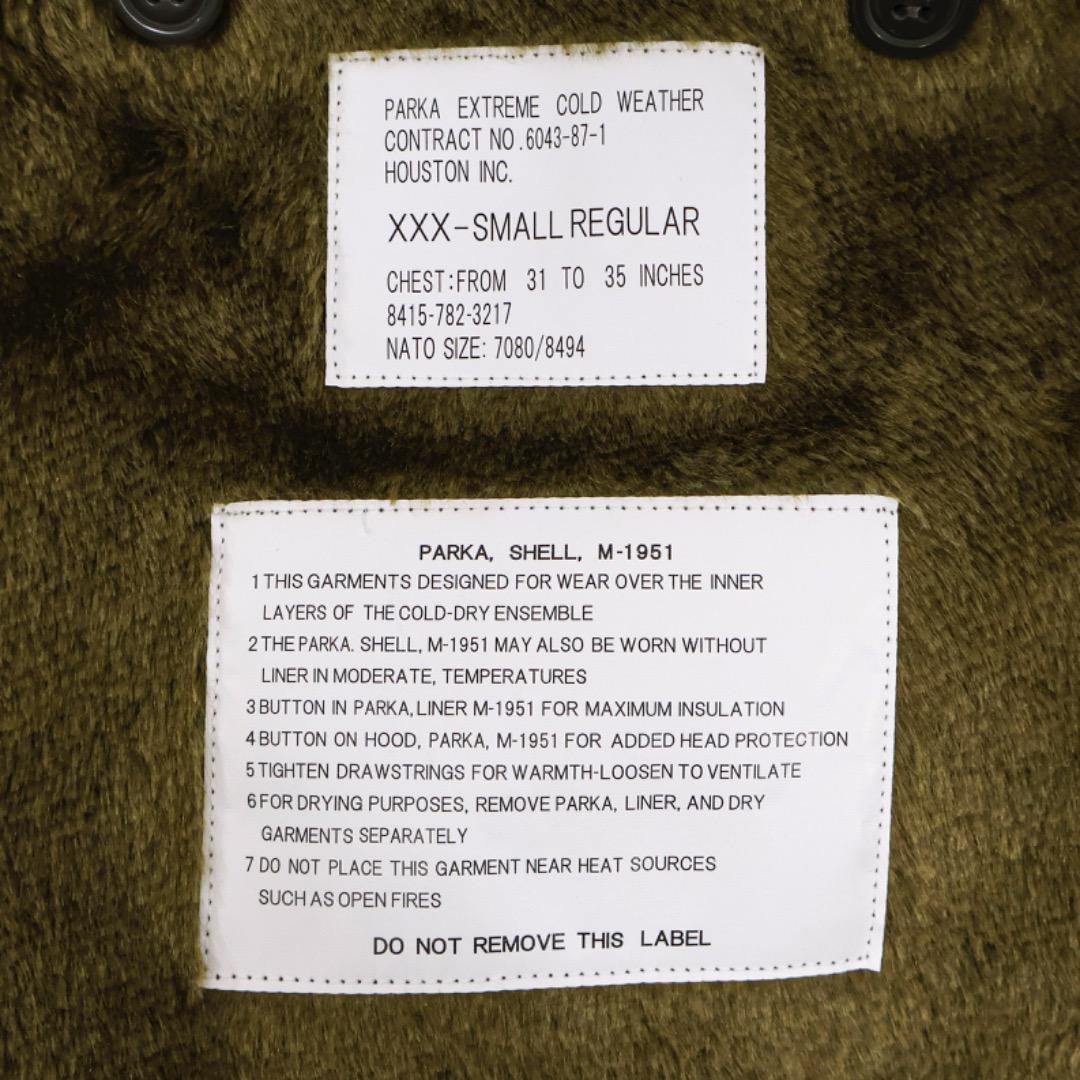 PARKA EXTREME COLD WEATHER
CONTRACT NO.6043-87-1
HOUSTON INC.
XXX-SMALL REGULAR
CHEST:FROM 31 TO 35 INCHES
8415-782-3217
NATO SIZE: 7080/8494
PARKA, SHELL, M-1951
1 THIS GARMENTS DESIGNED FOR WEAR OVER THE INNER
LAYERS OF THE COLD-DRY ENSEMBLE
2 THE PARKA. SHELL, M-1951 MAY ALSO BE WORN WITHOUT
LINER IN MODERATE, TEMPERATURES
3 BUTTON IN PARKA, LINER M-1951 FOR MAXIMUM INSULATION
4 BUTTON ON HOOD, PARKA, M-1951 FOR ADDED HEAD PROTECTION
5 TIGHTEN DRAWSTRINGS FOR WARMTH-LOOSEN TO VENTILATE
6 FOR DRYING PURPOSES, REMOVE PARKA, LINER, AND DRY
GARMENTS SEPARATELY
7 DO NOT PLACE THIS GARMENT NEAR HEAT SOURCES
SUCH AS OPEN FIRES
DO NOT REMOVE THIS LABEL